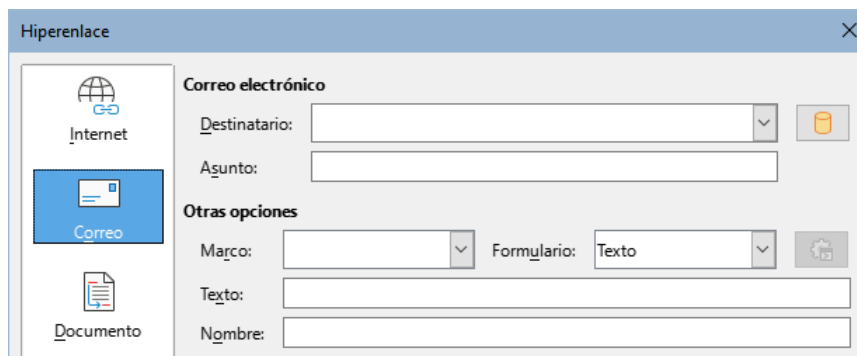 Hiperenlace
Internet
Correo
Documento
Correo electrónico
Destinatario:
Asunto:
Otras opciones
Marco:
Formulario: Texto
Texto:
Nombre: